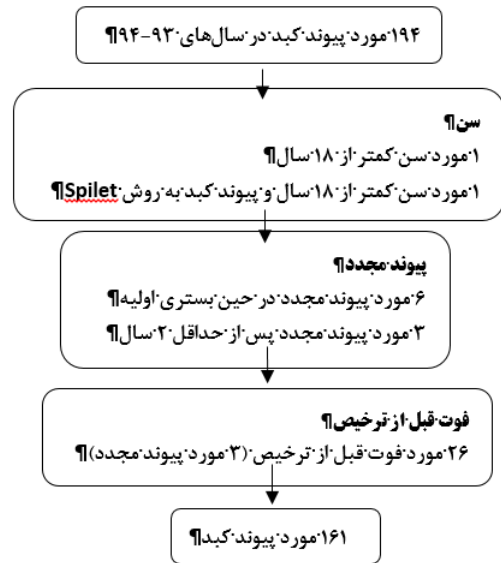 ۱۹۴ مورد پیوند کبد در سال‌های ۹۳-۹۴¶
سن¶
۱ مورد سن کمتر از ۱۸ سال¶
۱ مورد سن کمتر از ۱۸ سال و پیوند کبد به روش Spilet¶
پیوند مجدد¶
۶ مورد پیوند مجدد در حین بستری اولیه¶
۳ مورد پیوند مجدد پس از حداقل ۲ سال¶
فوت قبل از ترخیص¶
۲۶ مورد فوت قبل از ترخیص (۳ مورد پیوند مجدد)¶
۱۶۱ مورد پیوند کبد¶